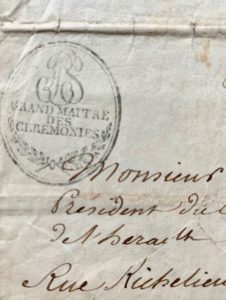 GRAND MAITRE
DES
CEREMONIES
Monsieur
Président du
de l'herault
Rue Richelieu